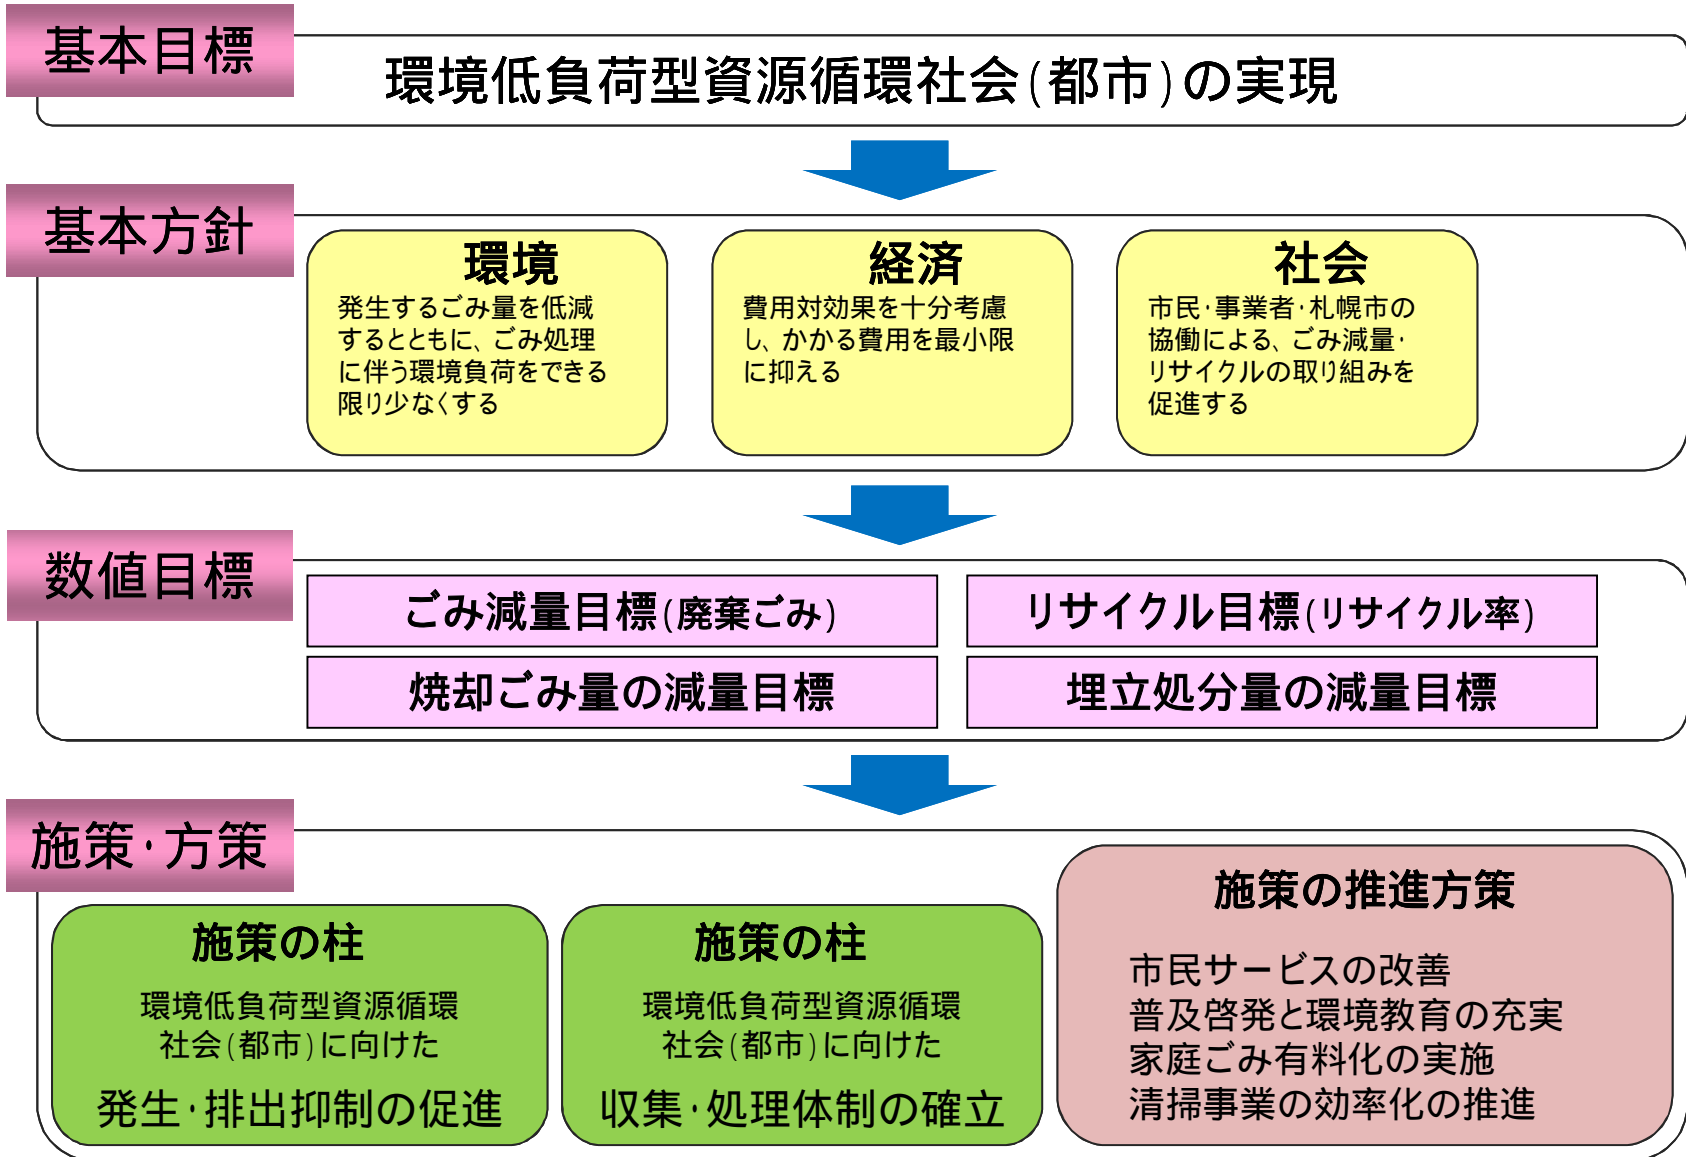 基本目標
環境低負荷型資源循環社会(都市)の実現
基本方針
環境
発生するごみ量を低減
するとともに、ごみ処理
に伴う環境負荷をできる
限り少なくする
経済
費用対効果を十分考慮
し、かかる費用を最小限
に抑える
社会
市民・事業者・札幌市の
協働による、ごみ減量・
リサイクルの取り組みを
促進する
数値目標
ごみ減量目標(廃棄ごみ)
リサイクル目標(リサイクル率)
焼却ごみ量の減量目標
埋立処分量の減量目標
施策・方策
施策の柱
環境低負荷型資源循環
社会(都市)に向けた
発生・排出抑制の促進
施策の柱
環境低負荷型資源循環
社会(都市)に向けた
収集・処理体制の確立
施策の推進方策
市民サービスの改善
普及啓発と環境教育の充実
家庭ごみ有料化の実施
清掃事業の効率化の推進